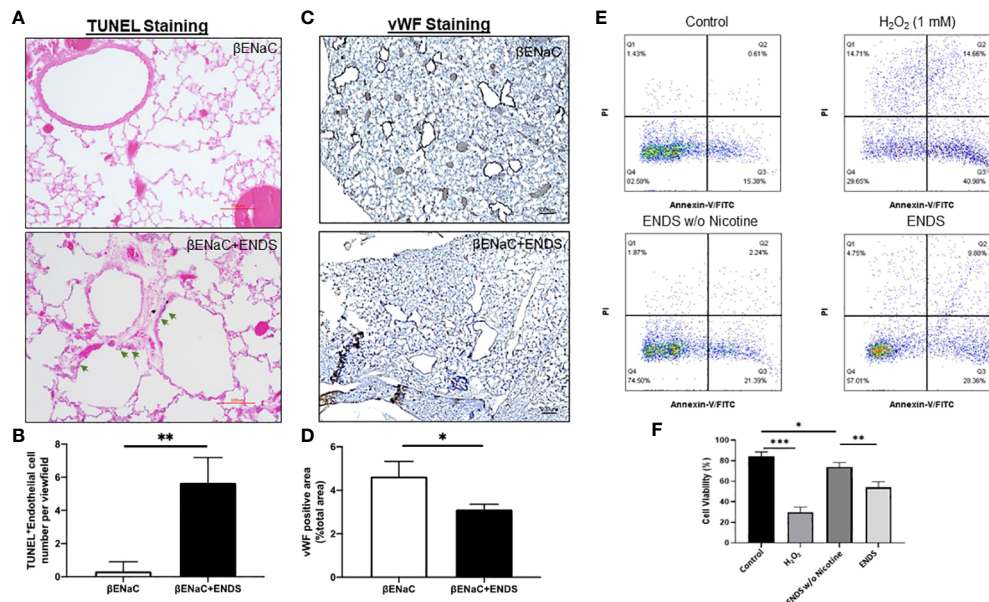 A
TUNEL Staining
βENaC
βENaC+ENDS
B
**
TUNEL+Endothelial cell
number per viewfield
8
6
4
2
0
βENaC
βENaC+ENDS
C
vWF Staining
βENaC
βENaC+ENDS
D
*
vWF positive area
(%total area)
6
4
2
0
βENaC
βENaC+ENDS
E
Control
Q1
1.43%
Q2
0.61%
Q4
82.58%
Q3
15.38%
PI
Annexin-V/FITC
H₂O₂ (1 mM)
Q1
14.71%
Q2
14.66%
Q4
29.65%
Q3
40.98%
PI
Annexin-V/FITC
ENDS w/o Nicotine
Q1
1.87%
Q2
2.24%
Q4
74.50%
Q3
21.39%
PI
Annexin-V/FITC
ENDS
Q1
4.75%
Q2
Q4
57.01%
Q3
28.36%
PI
Annexin-V/FITC
F
*
***
**
Cell Viability (%)
100
80
60
40
20
0
Control
H₂O₂
ENDS w/o Nicotine
ENDS